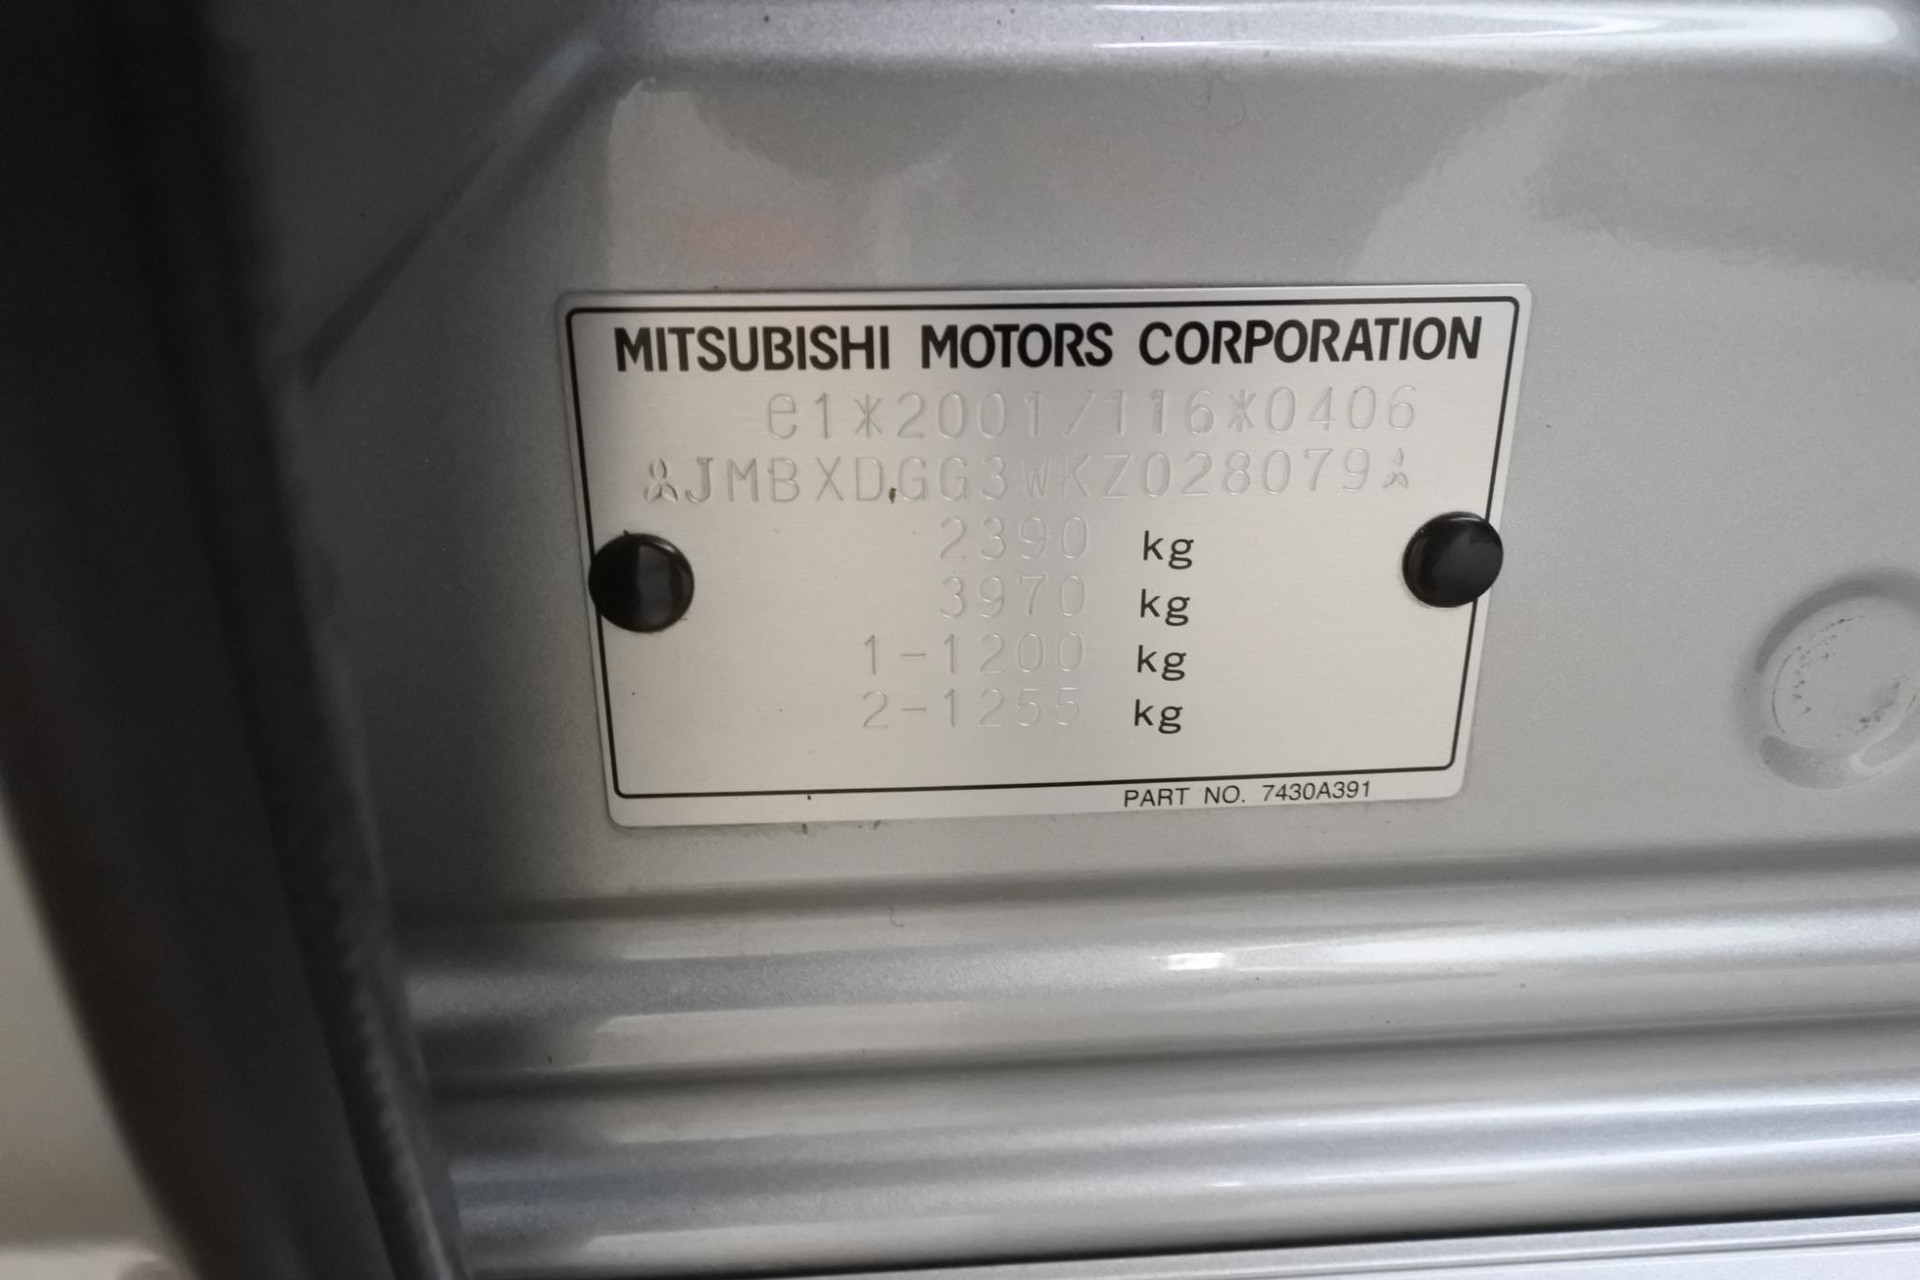 MITSUBISHI MOTORS CORPORATION
e1*2001/116*0406
JMBXDGG3WKZ028079
2390 kg
3970 kg
1-1200 kg
2-1255 kg
PART NO. 7430A391